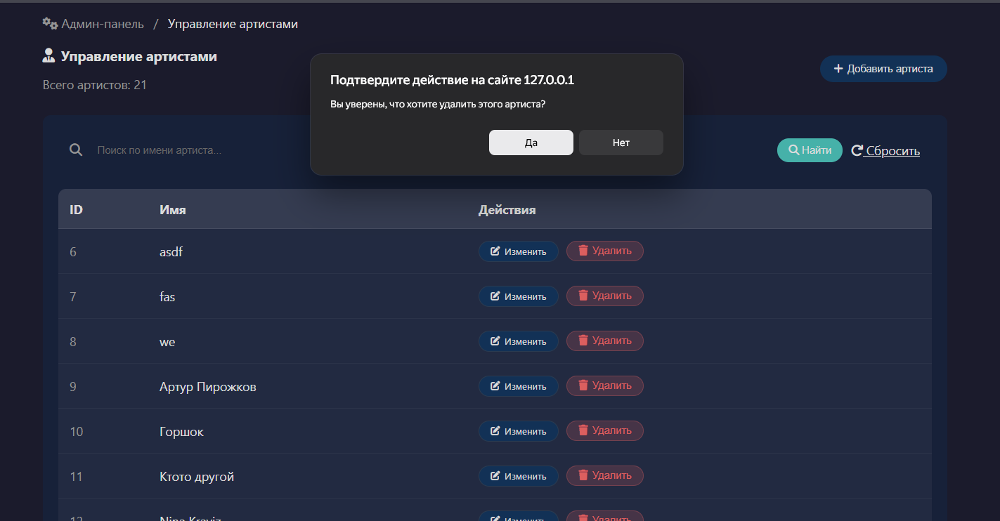 Админ-панель / Управление артистами
Управление артистами
Всего артистов: 21
+ Добавить артиста
Подтвердите действие на сайте 127.0.0.1
Вы уверены, что хотите удалить этого артиста?
Да Нет
Поиск по имени артиста...
Найти Сбросить
ID Имя Действия
6 asdf Изменить Удалить
7 fas Изменить Удалить
8 we Изменить Удалить
9 Артур Пирожков Изменить Удалить
10 Горшок Изменить Удалить
11 Ктото другой Изменить Удалить
12 Nina Kraviz Изменить Удалить